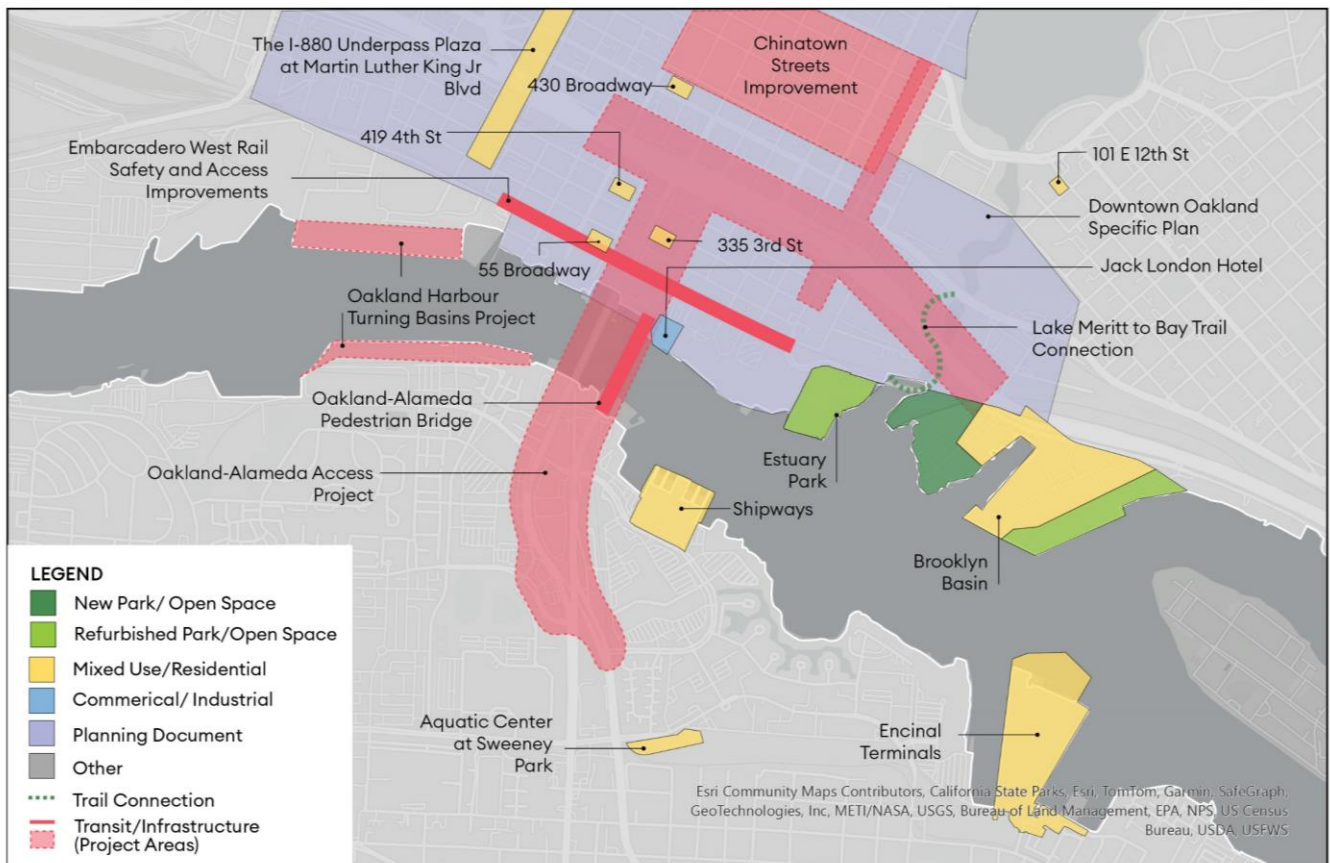 The I-880 Underpass Plaza
at Martin Luther King Jr
Blvd
430 Broadway
Chinatown
Streets
Improvement
419 4th St
Embarcadero West Rail
Safety and Access
Improvements
101 E 12th St
Downtown Oakland
Specific Plan
335 3rd St
55 Broadway
Jack London Hotel
Oakland Harbour
Turning Basins Project
Lake Meritt to Bay Trail
Connection
Oakland-Alameda
Pedestrian Bridge
Oakland-Alameda Access
Project
Estuary
Park
Shipways
Brooklyn
Basin
Aquatic Center
at Sweeney
Park
Encinal
Terminals
LEGEND
New Park/ Open Space
Refurbished Park/Open Space
Mixed Use/Residential
Commerical/ Industrial
Planning Document
Other
Trail Connection
Transit/Infrastructure
(Project Areas)
Esri Community Maps Contributors, California State Parks, Esri, TomTom, Garmin, SafeGraph,
GeoTechnologies, Inc, METI/NASA, USGS, Bureau of Land Management, EPA, NPS, US Census
Bureau, USDA, USFWS